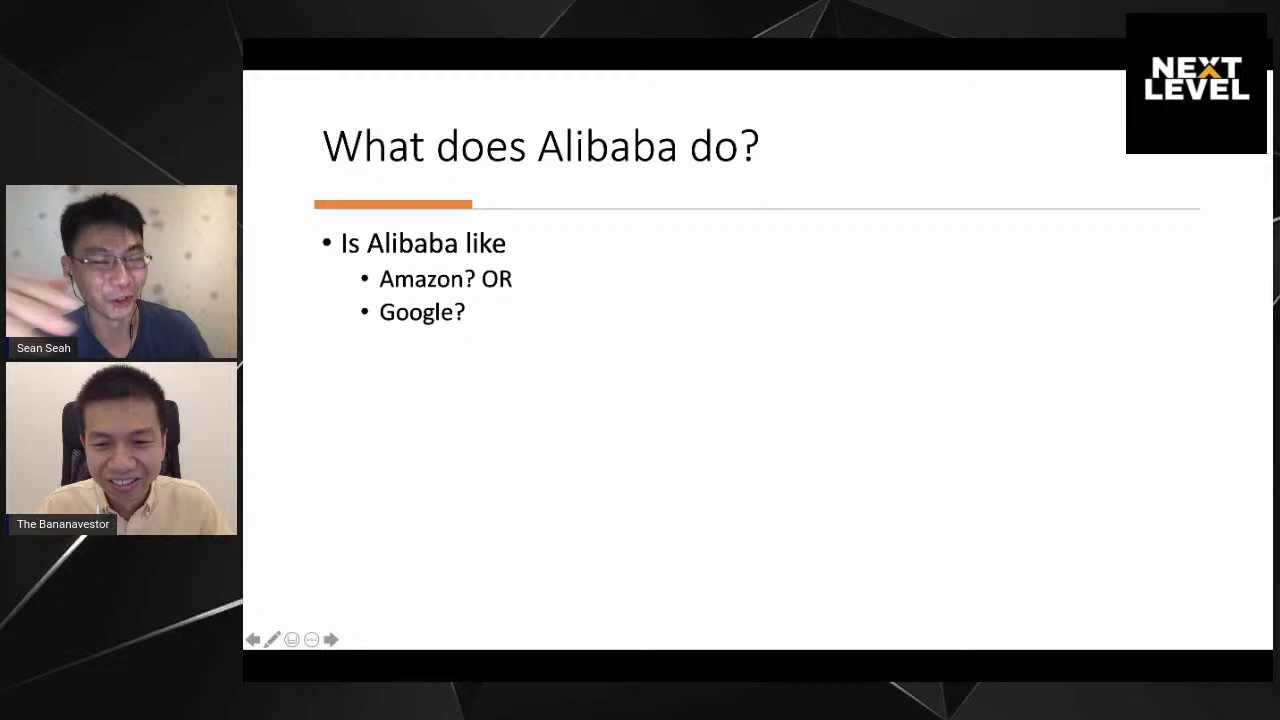 NEXT
LEVEL
What does Alibaba do?
• Is Alibaba like
• Amazon? OR
• Google?
Sean Seah
The Bananavestor